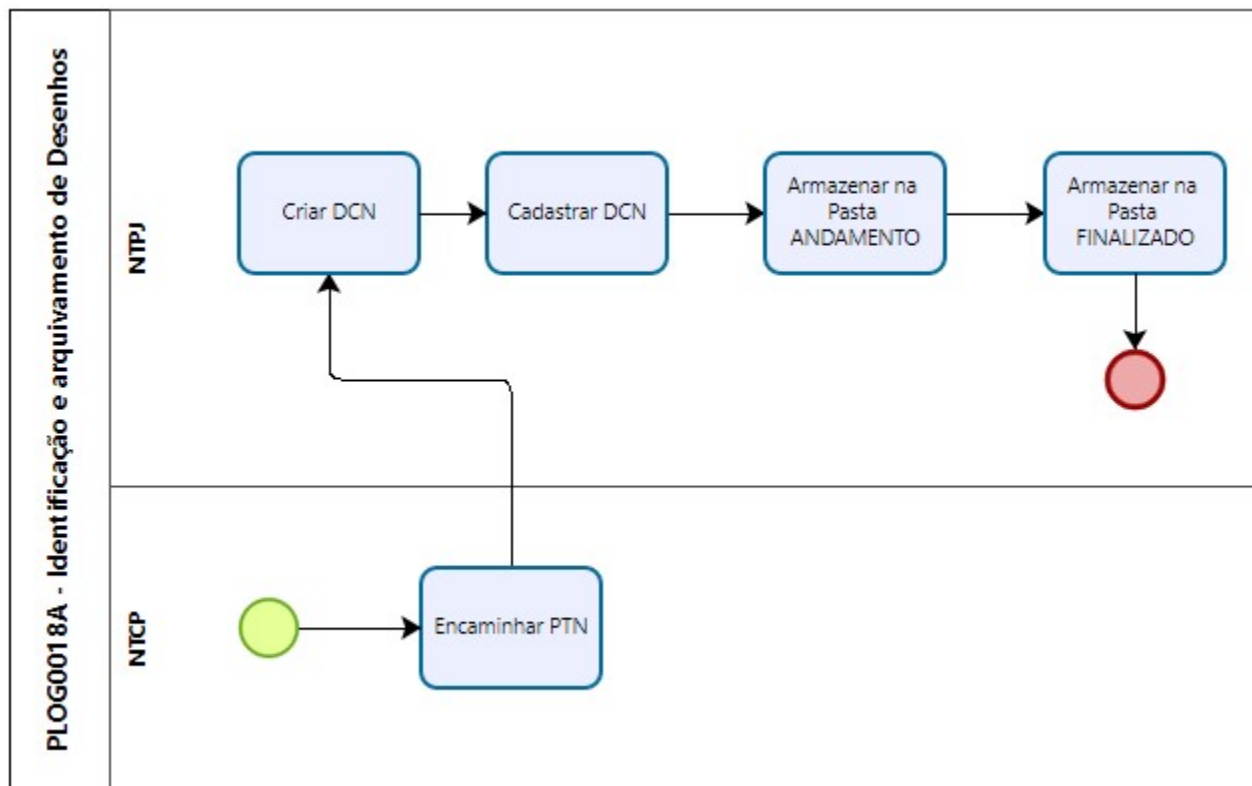 PLOG0018A - Identificação e arquivamento de Desenhos
NTPJ
Criar DCN
Cadastrar DCN
Armazenar na
Pasta
ANDAMENTO
Armazenar na
Pasta
FINALIZADO
NTCP
Encaminhar PTN